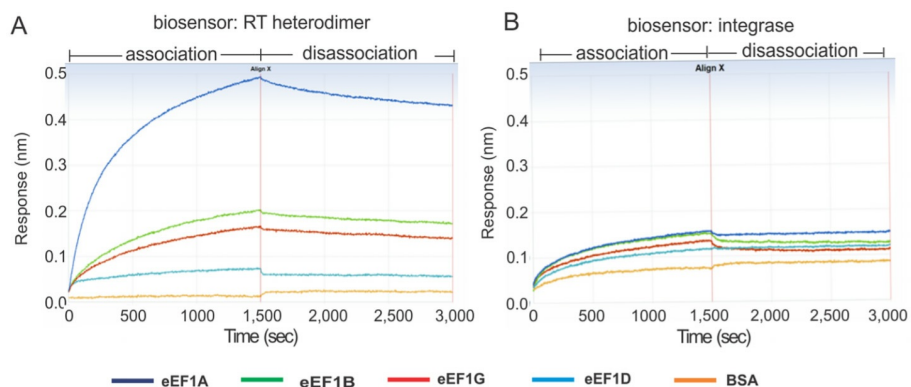 A
biosensor: RT heterodimer
association
disassociation
Align X
0.5
0.4
0.3
0.2
0.1
0.0
Response (nm)
0
500
1000
1,500
2,000
2,500
3,000
Time (sec)
B
biosensor: integrase
association
disassociation
Align X
0.5
0.4
0.3
0.2
0.1
0.0
Response (nm)
0
500
1000
1,500
2,000
2,500
3,000
Time (sec)
eEF1A
eEF1B
eEF1G
eEF1D
BSA